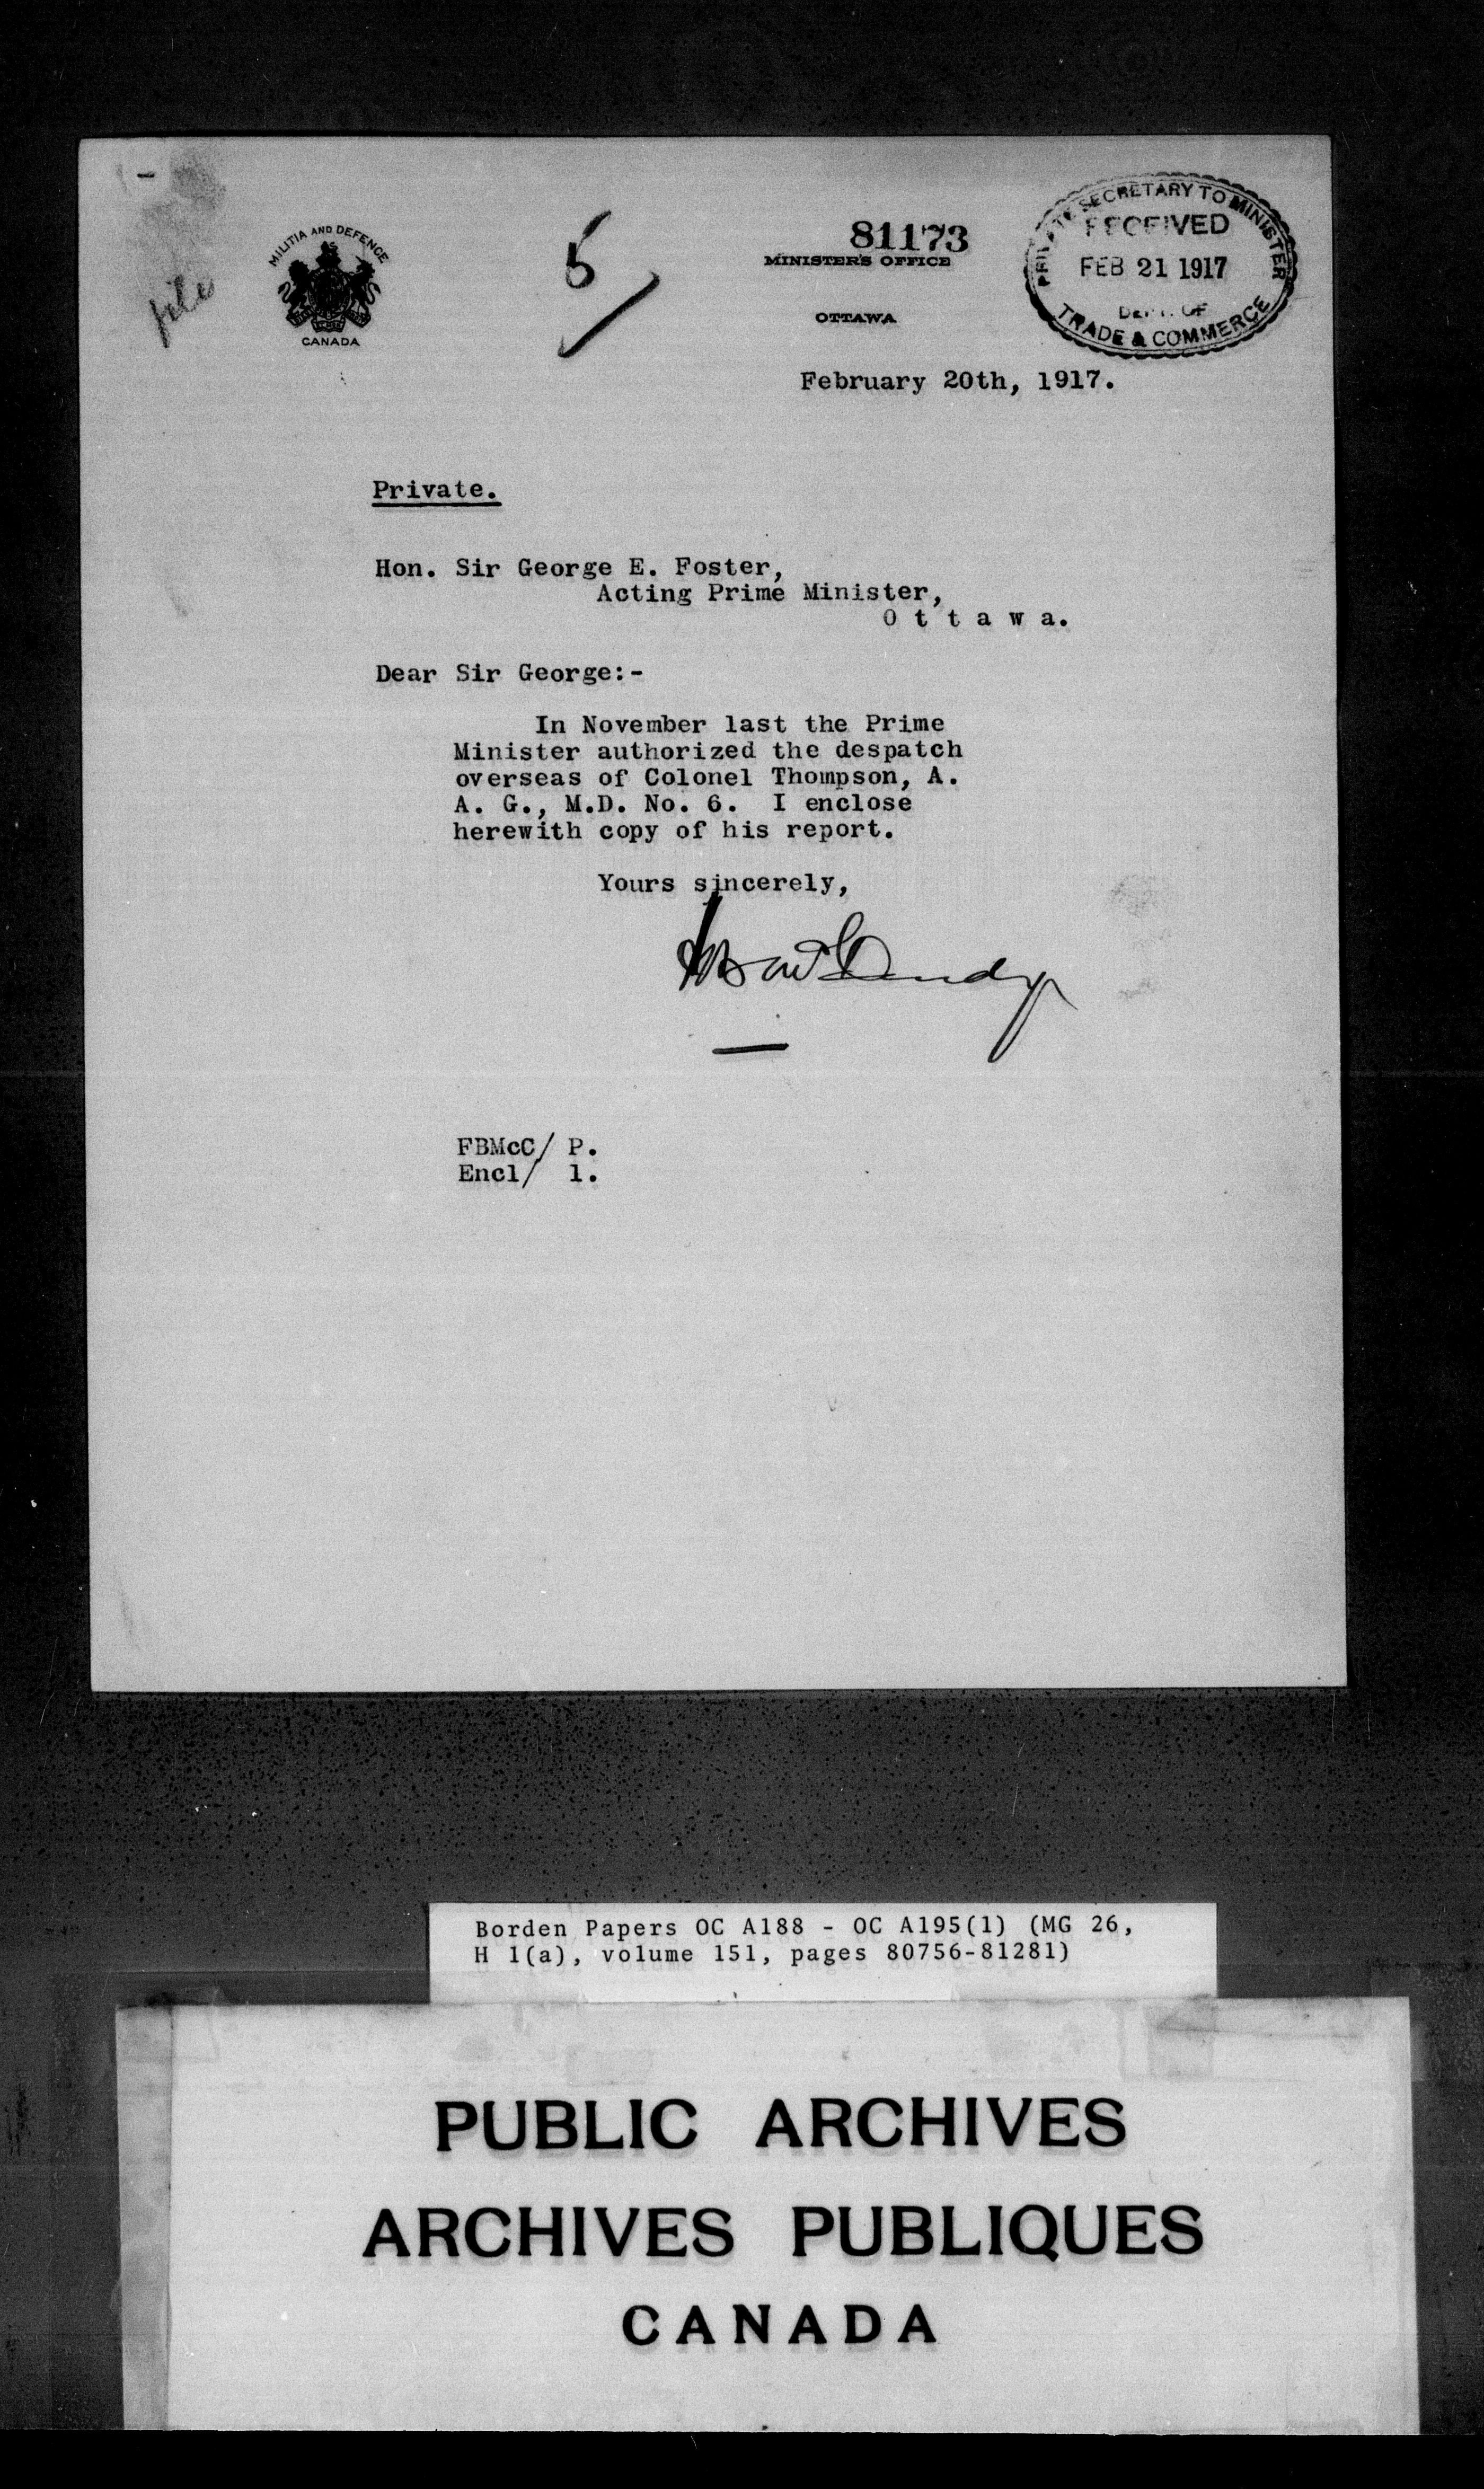 file
MILITIA AND DEFENCE
CANADA
5
81173
MINISTER'S OFFICE
OTTAWA
PRIVATE SECRETARY TO MINISTER
RECEIVED
FEB 21 1917
DEPT. OF
TRADE & COMMERCE
February 20th, 1917.
Private.
Hon. Sir George E. Foster,
Acting Prime Minister,
O t t a w a.
Dear Sir George:-
In November last the Prime
Minister authorized the despatch
overseas of Colonel Thompson, A.
A. G., M.D. No. 6. I enclose
herewith copy of his report.
Yours sincerely,
FBMcC/ P.
Encl/ 1.
Borden Papers OC A188 - OC A195(1) (MG 26,
H 1(a), volume 151, pages 80756-81281)
PUBLIC ARCHIVES
ARCHIVES PUBLIQUES
CANADA